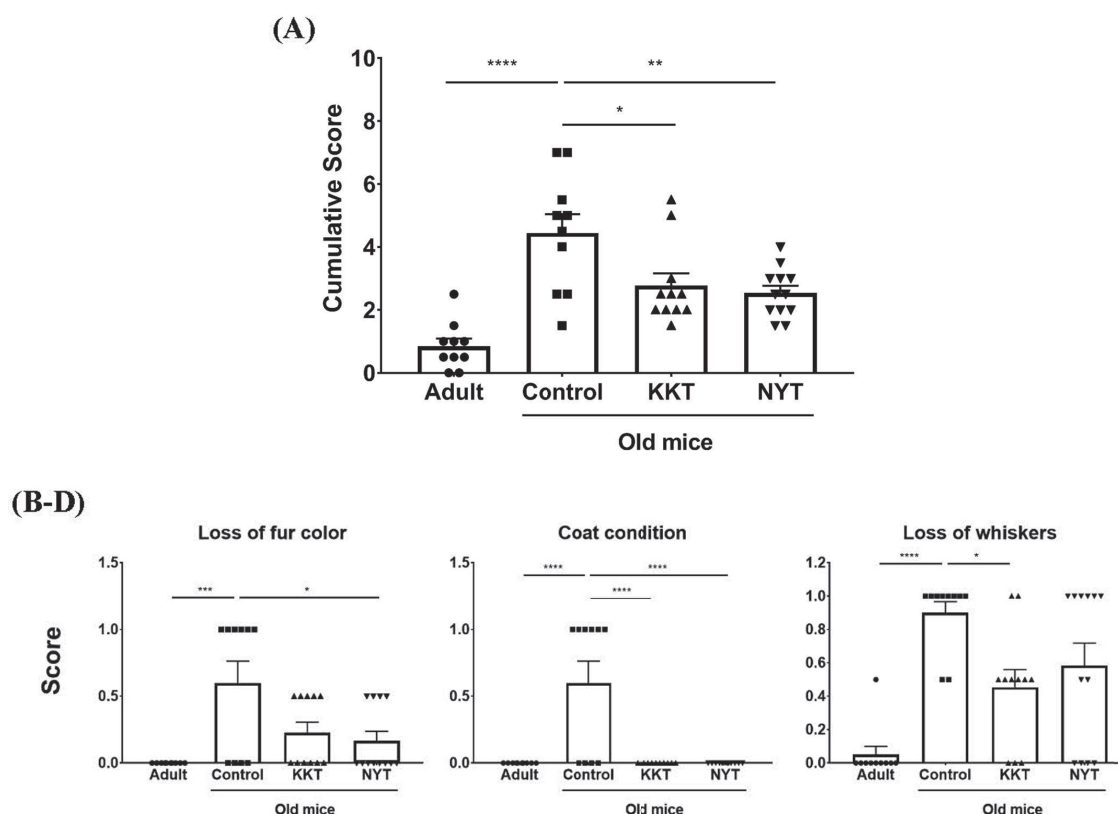 (A)
Cumulative Score
10
8
6
4
2
0
****
**
*
Adult Control KKT NYT
Old mice
(B-D)
Score
Loss of fur color
1.5
1.0
0.5
0.0
***
*
Adult Control KKT NYT
Old mice
Coat condition
1.5
1.0
0.5
0.0
****
****
****
Adult Control KKT NYT
Old mice
Loss of whiskers
1.2
1.0
0.8
0.6
0.4
0.2
0.0
****
*
Adult Control KKT NYT
Old mice